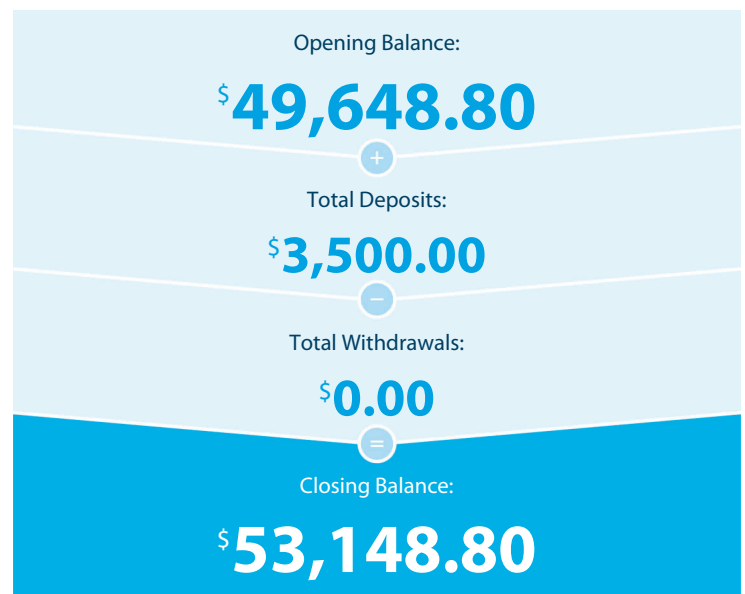 Opening Balance:
$49,648.80
+
Total Deposits:
$3,500.00
−
Total Withdrawals:
$0.00
=
Closing Balance:
$53,148.80